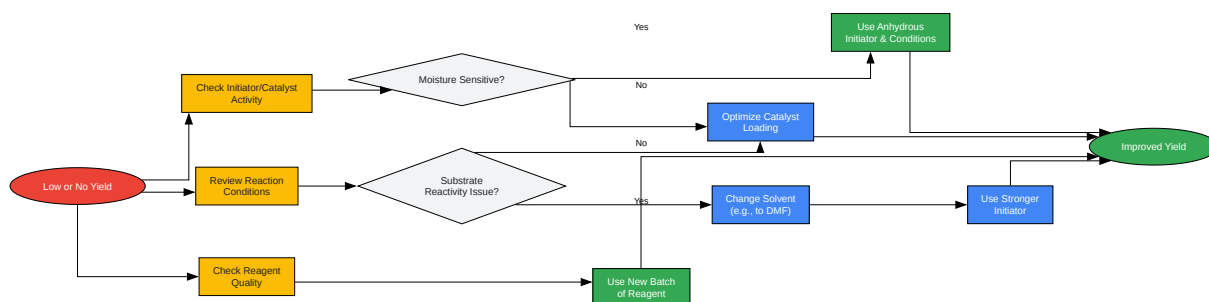 Yes
Use Anhydrous
Initiator & Conditions
Check Initiator/Catalyst
Activity
Moisture Sensitive?
No
Optimize Catalyst
Loading
No
Improved Yield
Low or No Yield
Review Reaction
Conditions
Substrate
Reactivity Issue?
Yes
Change Solvent
(e.g., to DMF)
Use Stronger
Initiator
Check Reagent
Quality
Use New Batch
of Reagent